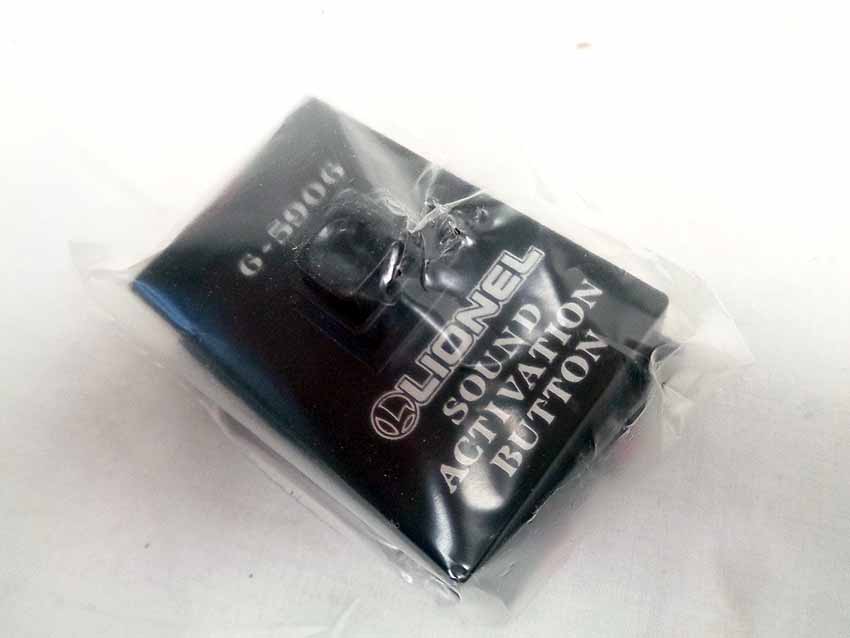 6-5906
LIONEL
SOUND
ACTIVATION
BUTTON